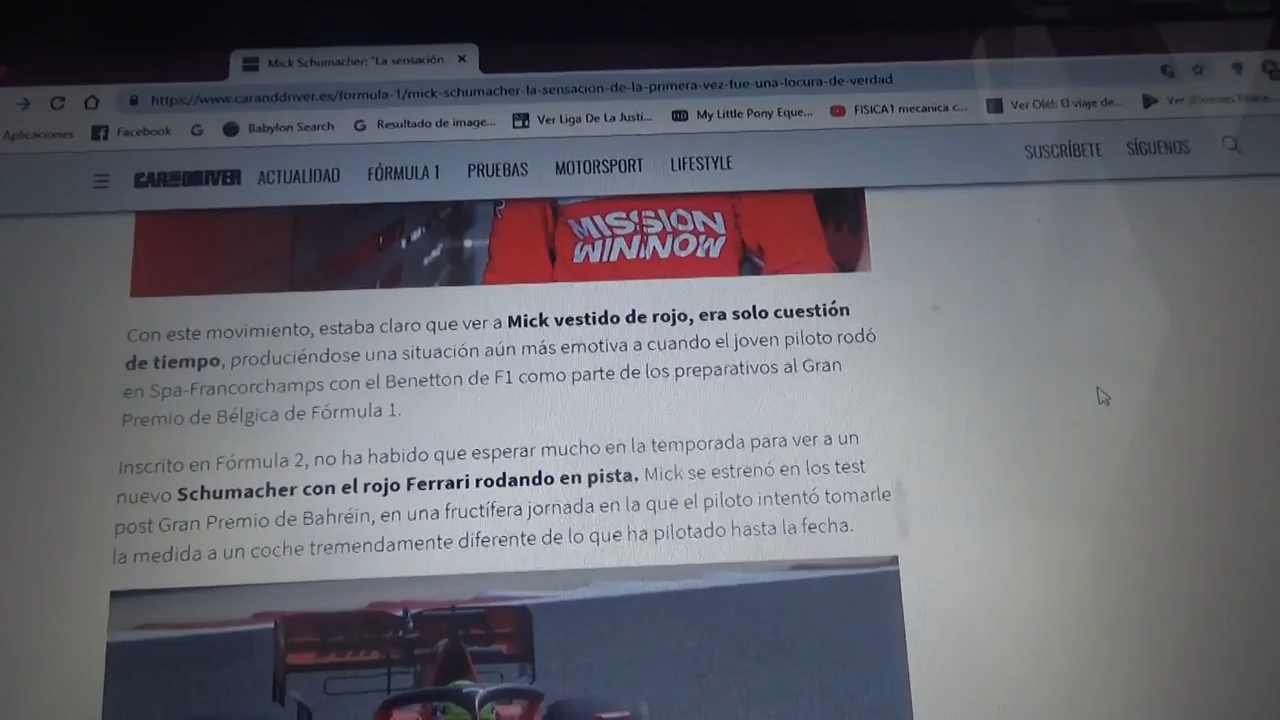 Mick Schumacher: "La sensación
https://www.caranddriver.es/formula-1/mick-schumacher-la-sensacion-de-la-primera-vez-fue-una-locura-de-verdad
Aplicaciones Facebook Babylon Search Resultado de image... Ver Liga De La Justi... My Little Pony Eque... FISICA1 mecanica c... Ver Olé!: El viaje de... Ver
CAR AND DRIVER ACTUALIDAD FÓRMULA 1 PRUEBAS MOTORSPORT LIFESTYLE SUSCRÍBETE SÍGUENOS
MISSION
WINNOW
Con este movimiento, estaba claro que ver a Mick vestido de rojo, era solo cuestión
de tiempo, produciéndose una situación aún más emotiva a cuando el joven piloto rodó
en Spa-Francorchamps con el Benetton de F1 como parte de los preparativos al Gran
Premio de Bélgica de Fórmula 1.
Inscrito en Fórmula 2, no ha habido que esperar mucho en la temporada para ver a un
nuevo Schumacher con el rojo Ferrari rodando en pista. Mick se estrenó en los test
post Gran Premio de Bahréin, en una fructífera jornada en la que el piloto intentó tomarle
la medida a un coche tremendamente diferente de lo que ha pilotado hasta la fecha.